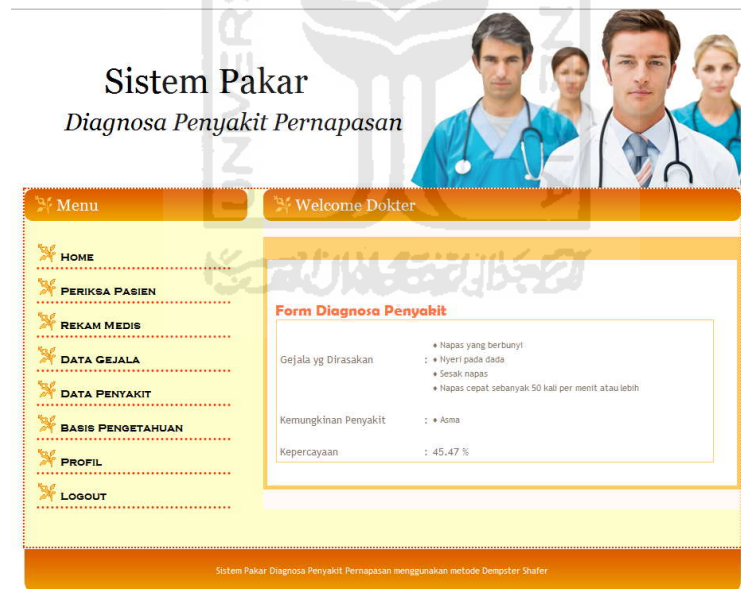 Sistem Pakar
Diagnosa Penyakit Pernapasan
Menu
Welcome Dokter
HOME
PERIKSA PASIEN
REKAM MEDIS
DATA GEJALA
DATA PENYAKIT
BASIS PENGETAHUAN
PROFIL
LOGOUT
Form Diagnosa Penyakit
Gejala yg Dirasakan :
♦ Napas yang berbunyi
♦ Nyeri pada dada
♦ Sesak napas
♦ Napas cepat sebanyak 50 kali per menit atau lebih
Kemungkinan Penyakit : ♦ Asma
Kepercayaan : 45.47 %
Sistem Pakar Diagnosa Penyakit Pernapasan menggunakan metode Dempster Shafer